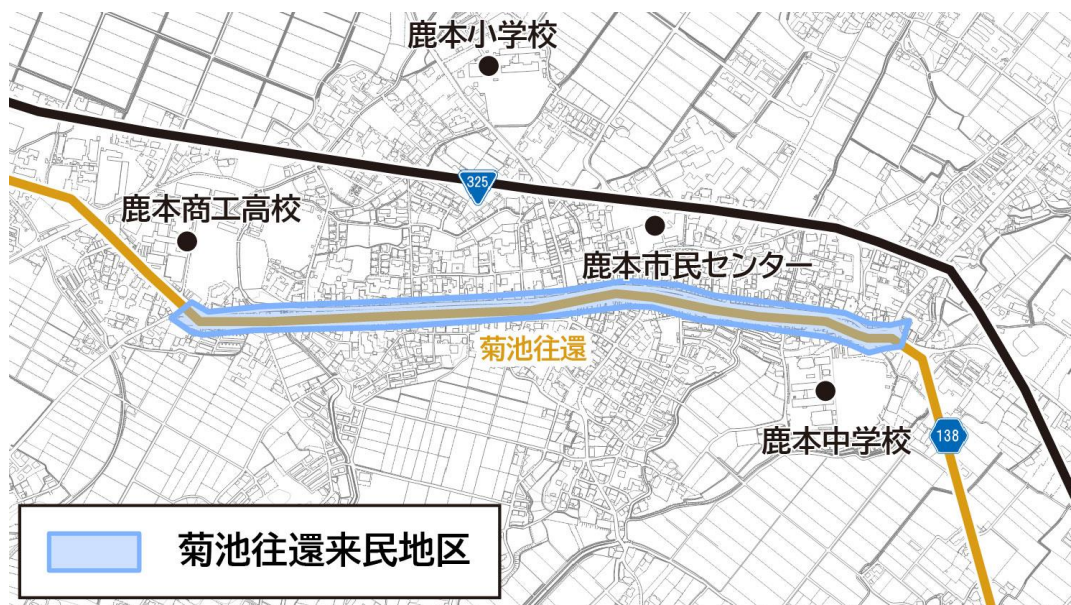 鹿本小学校
325
鹿本商工高校
鹿本市民センター
菊池往還
鹿本中学校
138
菊池往還来民地区